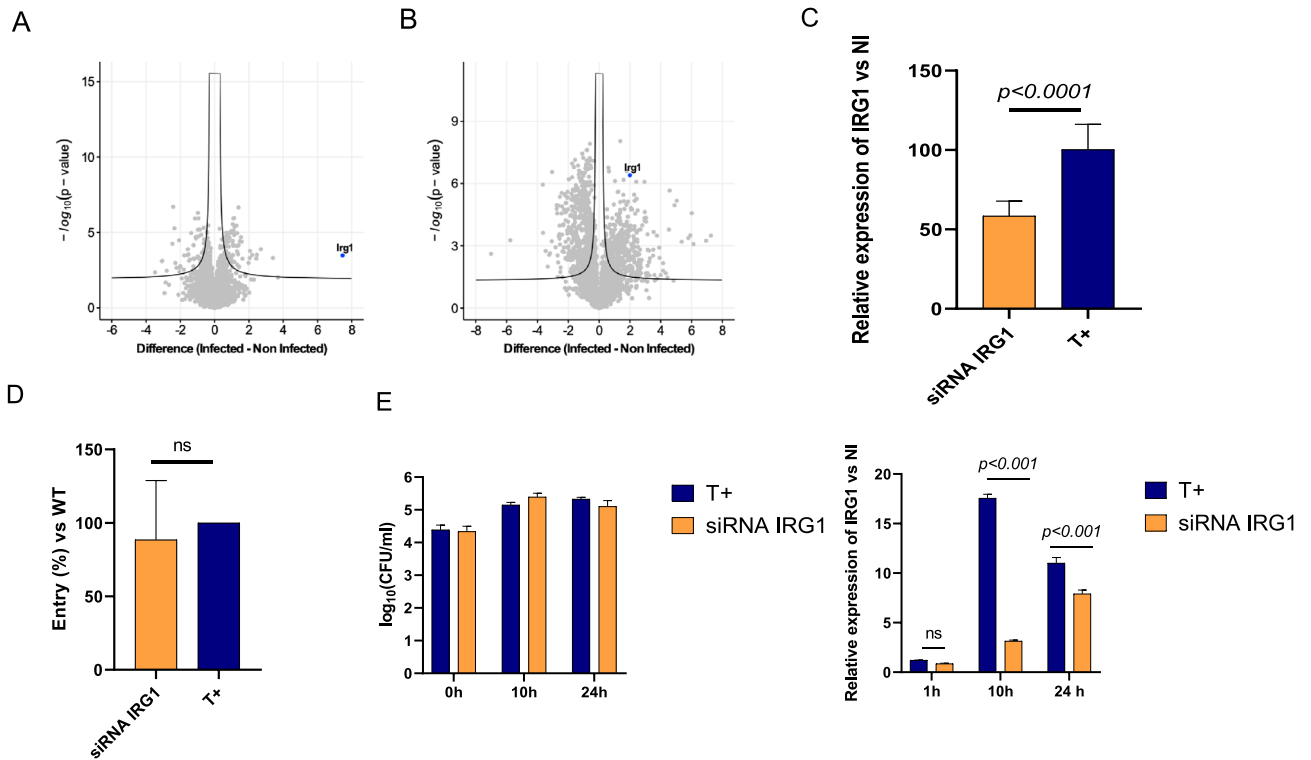 A
15
10
5
0
− log10(p − value)
Irg1
-6 -4 -2 0 2 4 6 8
Difference (Infected - Non Infected)
B
9
6
3
0
− log10(p − value)
Irg1
-8 -6 -4 -2 0 2 4 6 8
Difference (Infected - Non Infected)
C
Relative expression of IRG1 vs NI
150
100
50
0
p<0.0001
siRNA IRG1
T+
D
Entry (%) vs WT
150
100
50
0
ns
siRNA IRG1
T+
E
log10(CFU/ml)
6
5
4
3
2
1
0
0h 10h 24h
T+
siRNA IRG1
Relative expression of IRG1 vs NI
20
15
10
5
0
ns
p<0.001
p<0.001
1h 10h 24 h
T+
siRNA IRG1